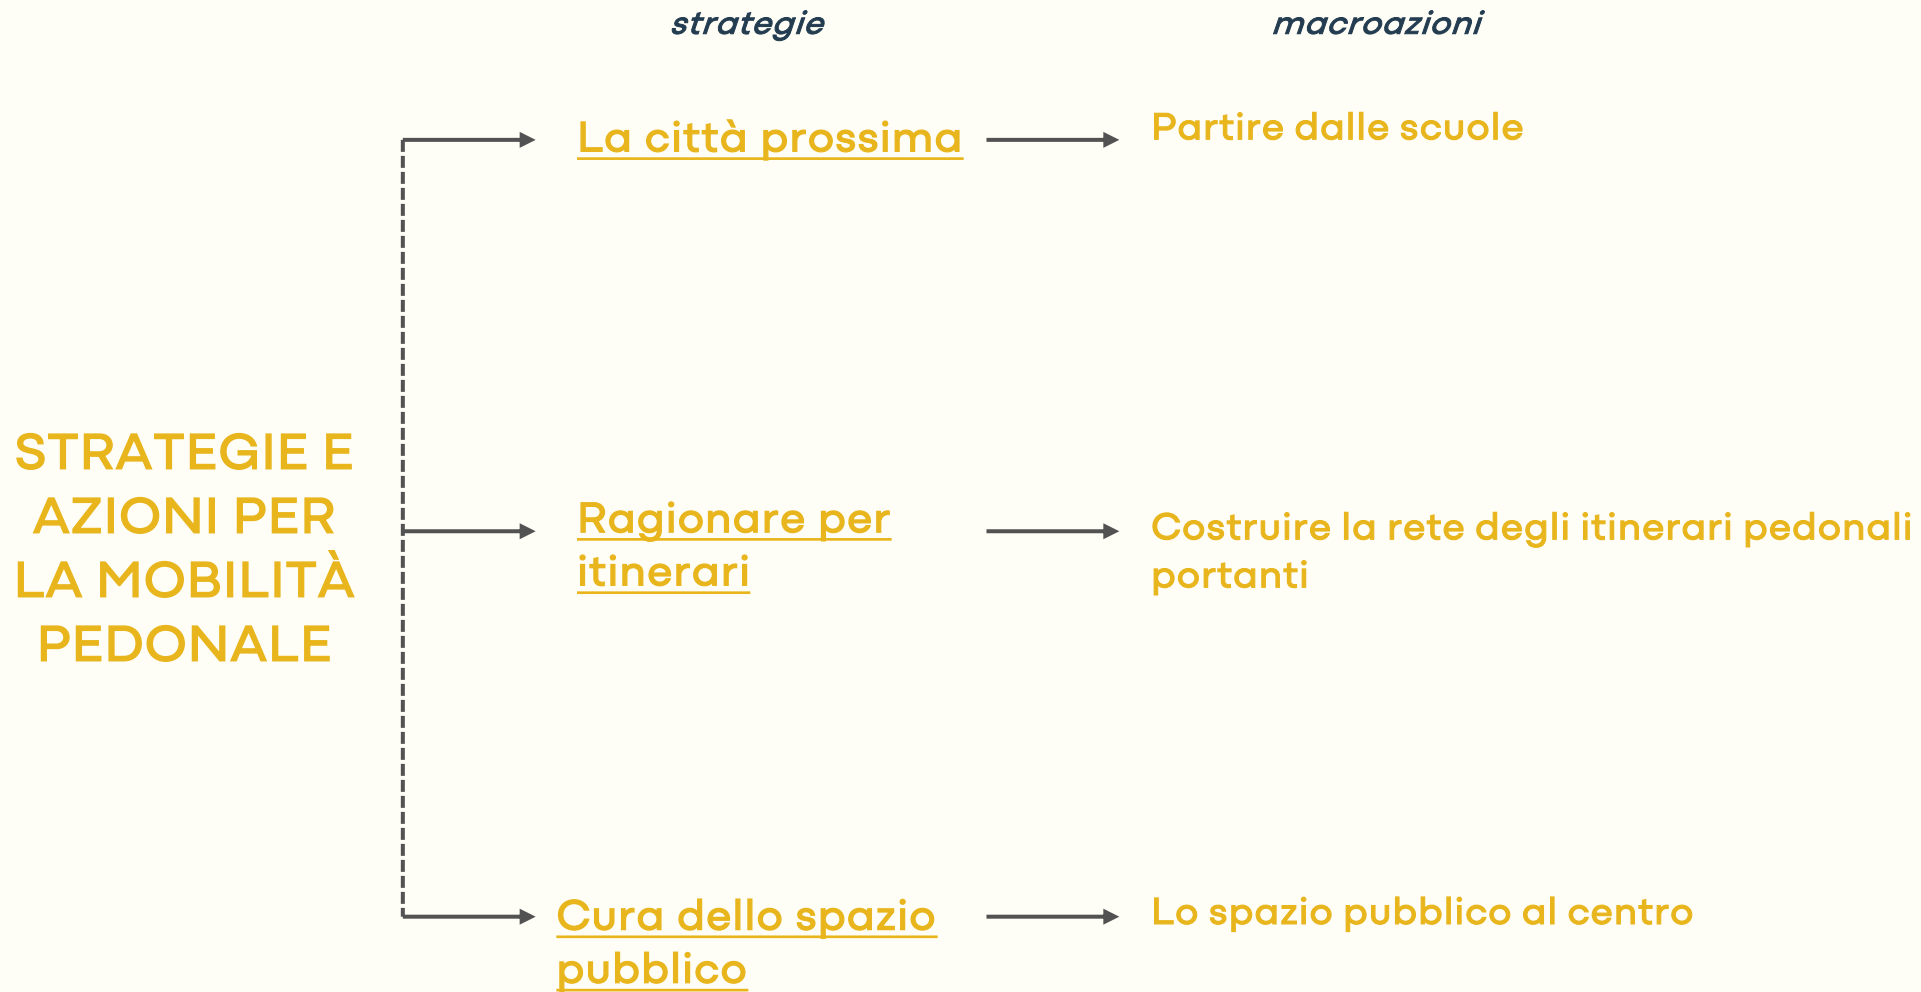 strategie
macroazioni
La città prossima
Partire dalle scuole
STRATEGIE E
AZIONI PER
LA MOBILITÀ
PEDONALE
Ragionare per
itinerari
Costruire la rete degli itinerari pedonali
portanti
Cura dello spazio
pubblico
Lo spazio pubblico al centro